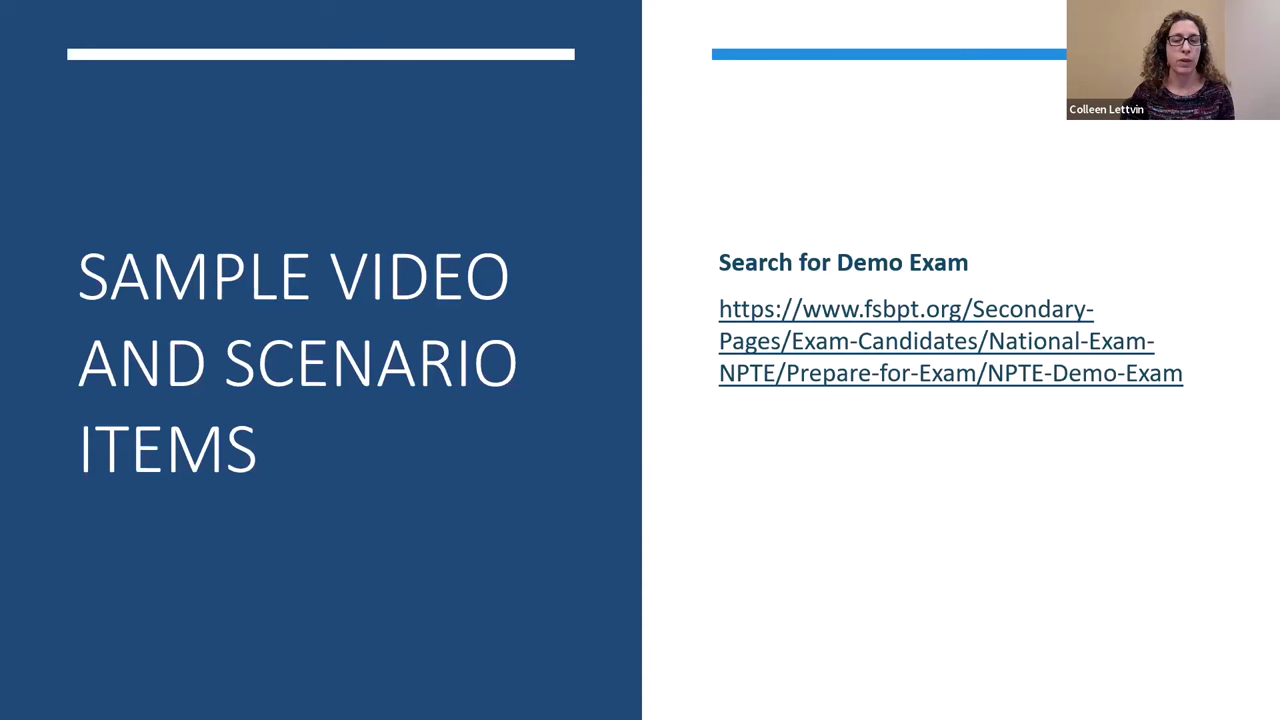 SAMPLE VIDEO
AND SCENARIO
ITEMS
Search for Demo Exam
https://www.fsbpt.org/Secondary-
Pages/Exam-Candidates/National-Exam-
NPTE/Prepare-for-Exam/NPTE-Demo-Exam
Colleen Lettvin